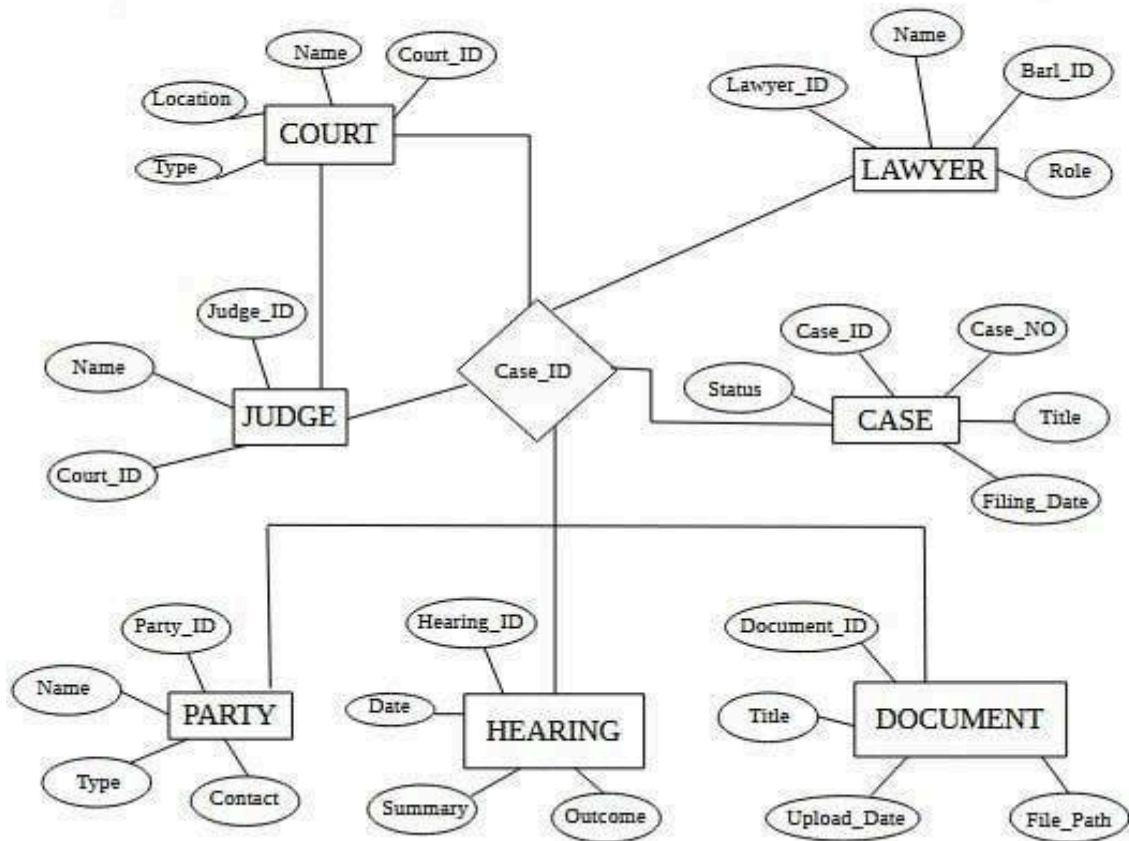 Name
Court_ID
Location
COURT
Type
Name
Lawyer_ID
Barl_ID
LAWYER
Role
Judge_ID
Name
JUDGE
Court_ID
Case_ID
Case_ID
Case_NO
Status
CASE
Title
Filing_Date
Party_ID
Name
PARTY
Type
Contact
Hearing_ID
Date
HEARING
Summary
Outcome
Document_ID
Title
DOCUMENT
Upload_Date
File_Path